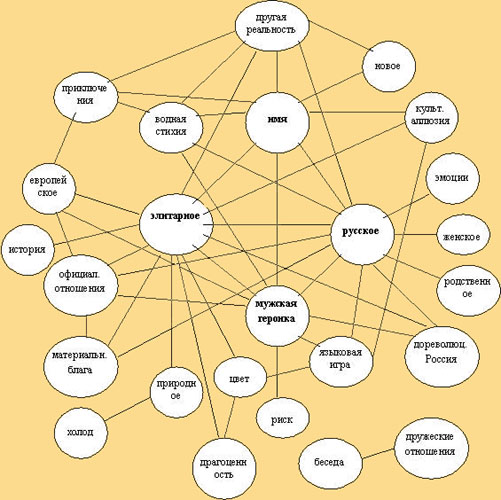 другая
реальность
новое
приключе
ния
водная
стихия
имя
культ.
аллюзия
эмоции
европей
ское
элитарное
русское
женское
история
официал.
отношения
родственн
ое
мужская
героика
материальн.
блага
природн
ое
цвет
языковая
игра
дореволюц.
Россия
риск
холод
драгоценн
ость
беседа
дружеские
отношения